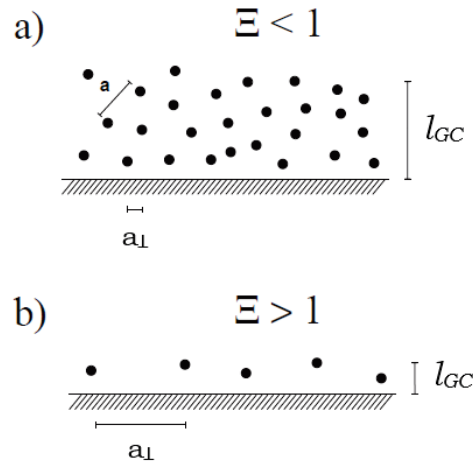 a) Ξ < 1
a
l_GC
a⊥
b) Ξ > 1
l_GC
a⊥